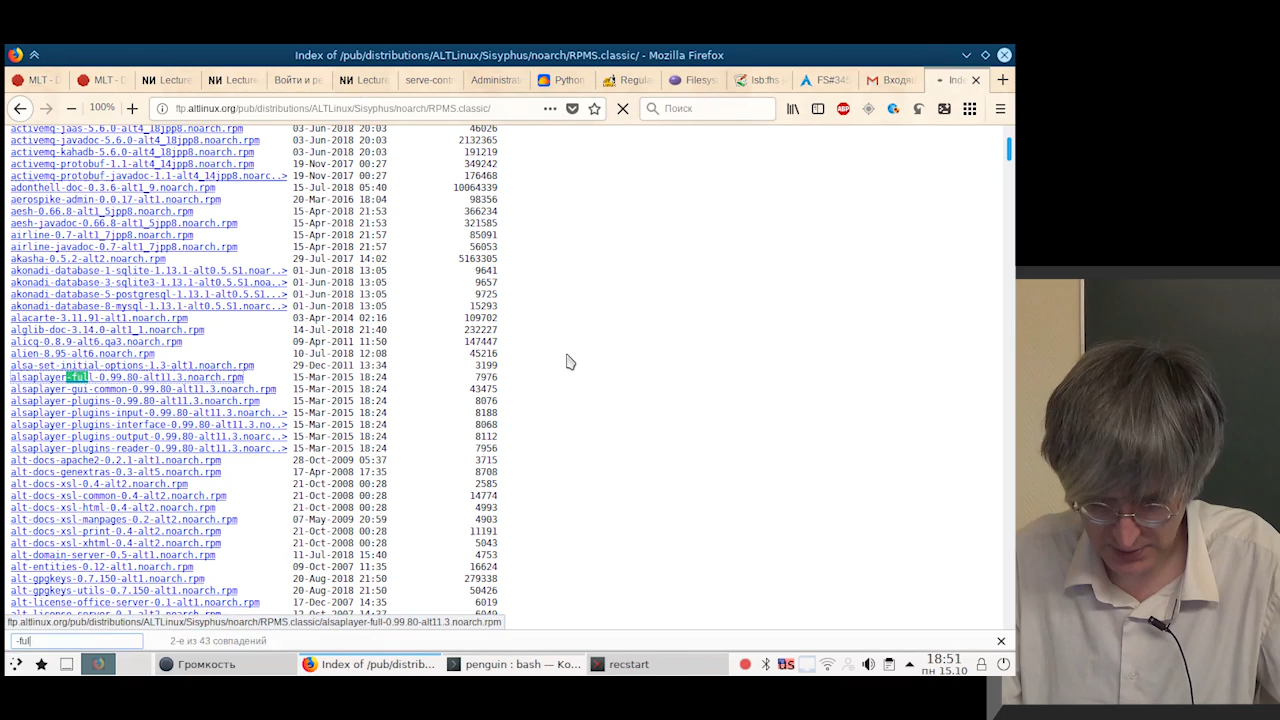 Index of /pub/distributions/ALTLinux/Sisyphus/noarch/RPMS.classic/ - Mozilla Firefox
MLT - D MLT - D NИ Lecture NИ Lecture Войти и ре NИ Lecture serve-contr Administra Python Regula Filesys lsb:fhs FS#345 Входящ Inde
100% ftp.altlinux.org/pub/distributions/ALTLinux/Sisyphus/noarch/RPMS.classic/ ABP Поиск
activemq-jaas-5.6.0-alt4_18jpp8.noarch.rpm 03-Jun-2018 20:03 46026
activemq-javadoc-5.6.0-alt4_18jpp8.noarch.rpm 03-Jun-2018 20:03 2132365
activemq-kahadb-5.6.0-alt4_18jpp8.noarch.rpm 03-Jun-2018 20:03 191219
activemq-protobuf-1.1-alt4_14jpp8.noarch.rpm 19-Nov-2017 00:27 349242
activemq-protobuf-javadoc-1.1-alt4_14jpp8.noarc..> 19-Nov-2017 00:27 176468
adonthell-doc-0.3.6-alt1_9.noarch.rpm 15-Jul-2018 05:40 10064339
aerospike-admin-0.0.17-alt1.noarch.rpm 20-Mar-2016 18:04 98356
aesh-0.66.8-alt1_5jpp8.noarch.rpm 15-Apr-2018 21:53 366234
aesh-javadoc-0.66.8-alt1_5jpp8.noarch.rpm 15-Apr-2018 21:53 321585
airline-0.7-alt1_7jpp8.noarch.rpm 15-Apr-2018 21:57 85091
airline-javadoc-0.7-alt1_7jpp8.noarch.rpm 15-Apr-2018 21:57 56053
akasha-0.5.2-alt2.noarch.rpm 29-Jul-2017 14:02 5163305
akonadi-database-1-sqlite-1.13.1-alt0.5.S1.noar..> 01-Jun-2018 13:05 9641
akonadi-database-3-sqlite3-1.13.1-alt0.5.S1.noa..> 01-Jun-2018 13:05 9657
akonadi-database-5-postgresql-1.13.1-alt0.5.S1...> 01-Jun-2018 13:05 9725
akonadi-database-8-mysql-1.13.1-alt0.5.S1.noarc..> 01-Jun-2018 13:05 15293
alacarte-3.11.91-alt1.noarch.rpm 03-Apr-2014 02:16 109702
alglib-doc-3.14.0-alt1_1.noarch.rpm 14-Jul-2018 21:40 232227
alicq-0.8.9-alt6.qa3.noarch.rpm 09-Apr-2011 11:50 147447
alien-8.95-alt6.noarch.rpm 10-Jul-2018 12:08 45216
alsa-set-initial-options-1.3-alt1.noarch.rpm 29-Dec-2011 13:34 3199
alsaplayer-full-0.99.80-alt11.3.noarch.rpm 15-Mar-2015 18:24 7976
alsaplayer-gui-common-0.99.80-alt11.3.noarch.rpm 15-Mar-2015 18:24 43475
alsaplayer-plugins-0.99.80-alt11.3.noarch.rpm 15-Mar-2015 18:24 8076
alsaplayer-plugins-input-0.99.80-alt11.3.noarch..> 15-Mar-2015 18:24 8188
alsaplayer-plugins-interface-0.99.80-alt11.3.no..> 15-Mar-2015 18:24 8068
alsaplayer-plugins-output-0.99.80-alt11.3.noarc..> 15-Mar-2015 18:24 8112
alsaplayer-plugins-reader-0.99.80-alt11.3.noarc..> 15-Mar-2015 18:24 7956
alt-docs-apache2-0.2.1-alt1.noarch.rpm 28-Oct-2009 05:37 3715
alt-docs-genextras-0.3-alt5.noarch.rpm 17-Apr-2008 17:35 8708
alt-docs-xsl-0.4-alt2.noarch.rpm 21-Oct-2008 00:28 2585
alt-docs-xsl-common-0.4-alt2.noarch.rpm 21-Oct-2008 00:28 14774
alt-docs-xsl-html-0.4-alt2.noarch.rpm 21-Oct-2008 00:28 4993
alt-docs-xsl-manpages-0.2-alt2.noarch.rpm 07-May-2009 20:59 4903
alt-docs-xsl-print-0.4-alt2.noarch.rpm 21-Oct-2008 00:28 11191
alt-docs-xsl-xhtml-0.4-alt2.noarch.rpm 21-Oct-2008 00:28 5043
alt-domain-server-0.5-alt1.noarch.rpm 11-Jul-2018 15:40 4753
alt-entities-0.12-alt1.noarch.rpm 09-Oct-2007 11:35 16624
alt-gpgkeys-0.7.150-alt1.noarch.rpm 20-Aug-2018 21:50 279338
alt-gpgkeys-utils-0.7.150-alt1.noarch.rpm 20-Aug-2018 21:50 50426
alt-license-office-server-0.1-alt1.noarch.rpm 17-Dec-2007 14:35 6019
ftp.altlinux.org/pub/distributions/ALTLinux/Sisyphus/noarch/RPMS.classic/alsaplayer-full-0.99.80-alt11.3.noarch.rpm
-ful 2-е из 43 совпадений
Громкость Index of /pub/distrib... penguin : bash — Ко... recstart us 18:51
пн 15.10